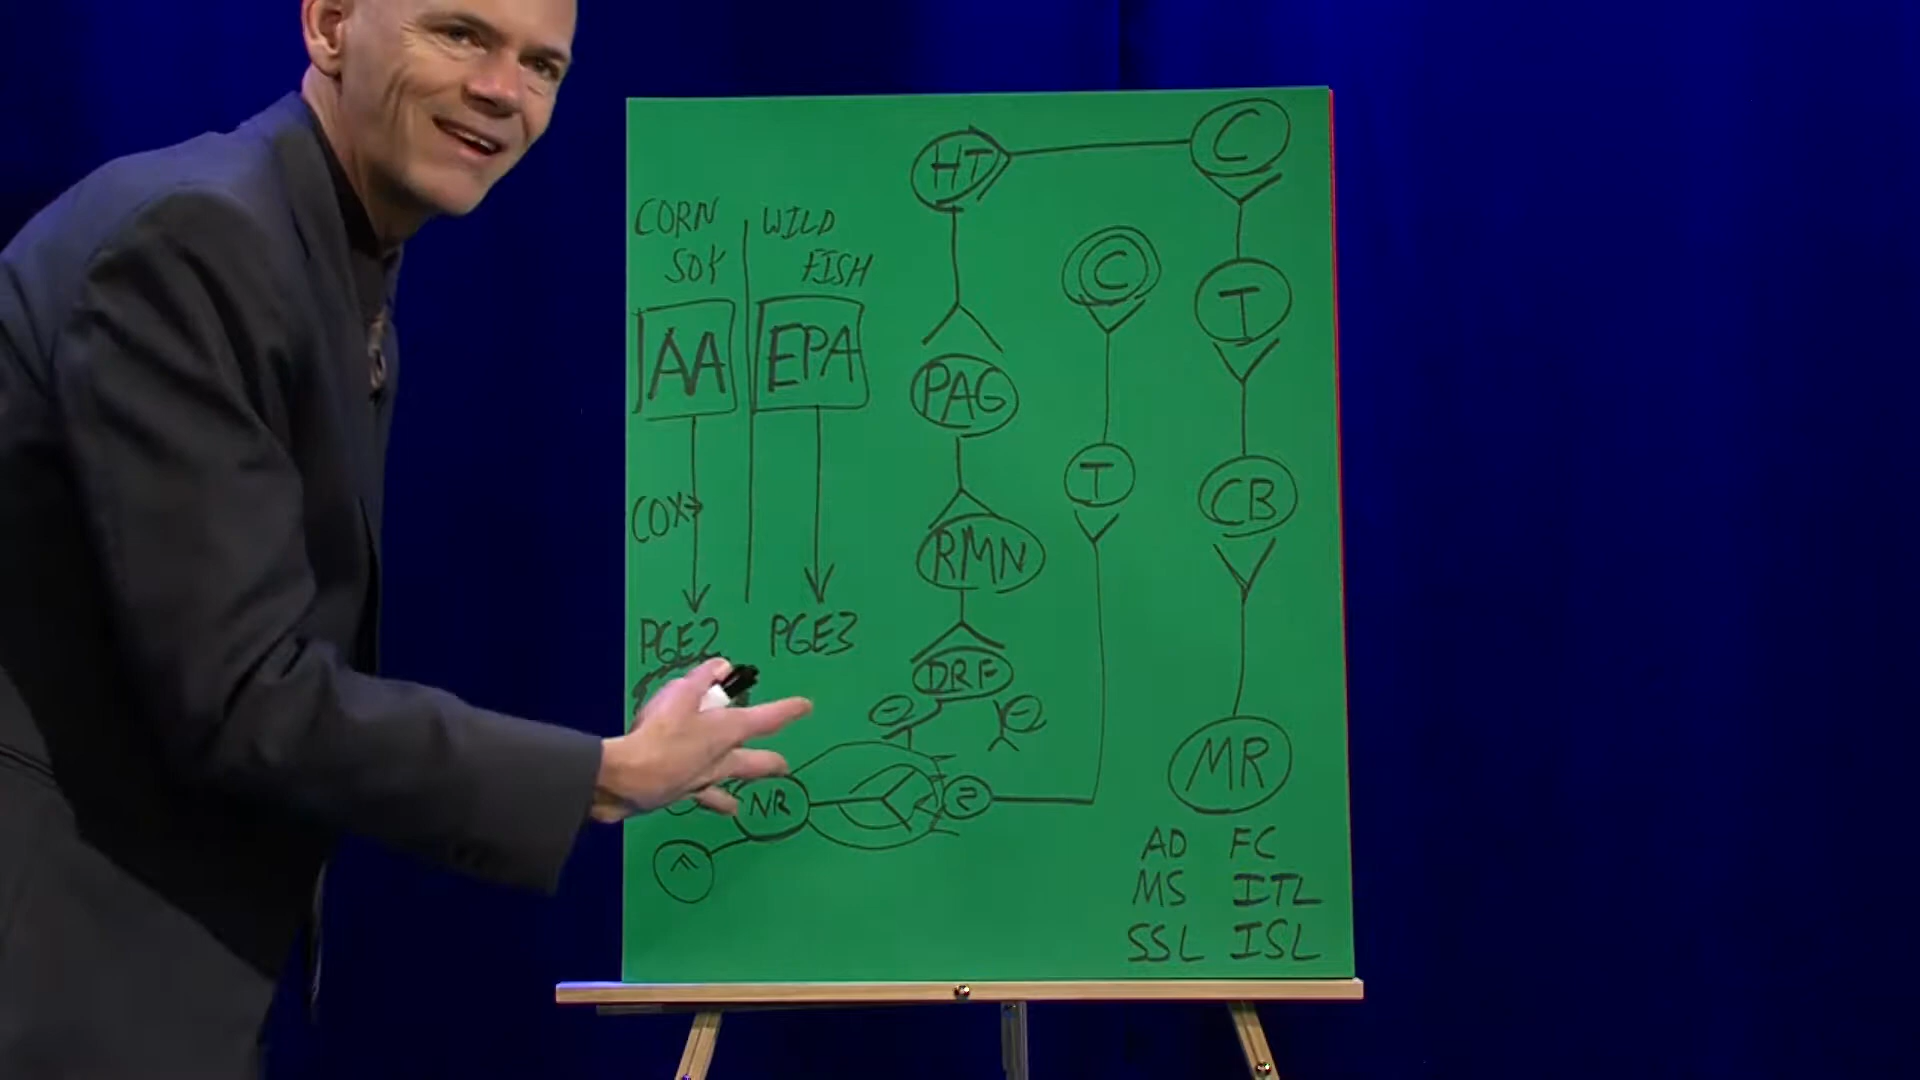 CORN
SOY
WILD
FISH
AA
EPA
COX
PGE2
PGE3
HT
C
PAG
RMN
DRF
-
-
NR
2
C
T
T
CB
MR
AD FC
MS ITL
SSL ISL